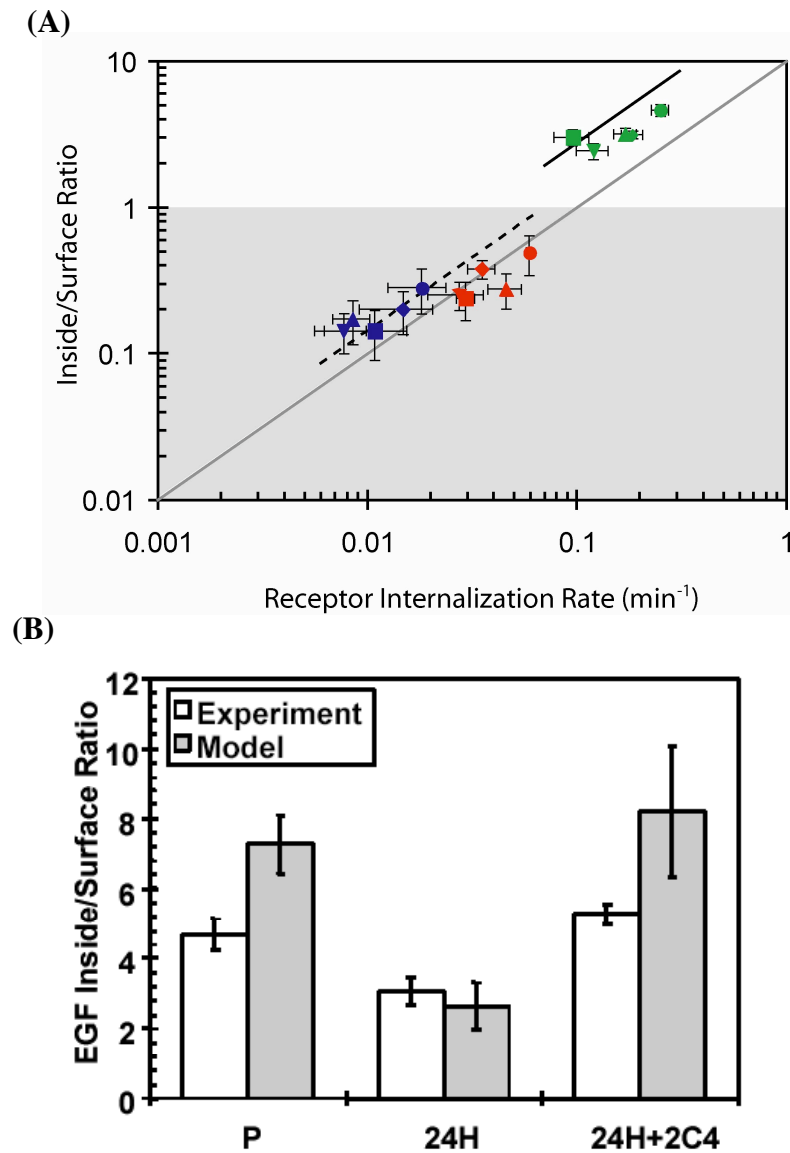 (A)
10
1
0.1
0.01
Inside/Surface Ratio
0.001 0.01 0.1 1
Receptor Internalization Rate (min⁻¹)
(B)
12
10
8
6
4
2
0
EGF Inside/Surface Ratio
Experiment
Model
P 24H 24H+2C4